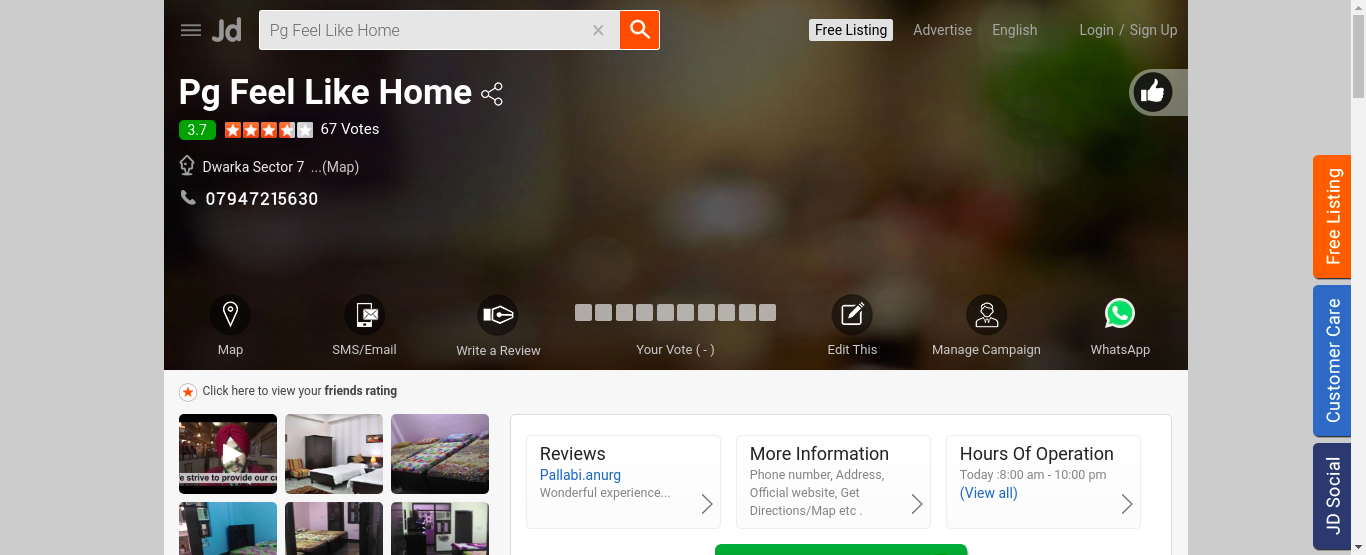 Jd
Pg Feel Like Home
×
Free Listing
Advertise
English
Login / Sign Up
Pg Feel Like Home
3.7
67 Votes
Dwarka Sector 7 ...(Map)
07947215630
Map
SMS/Email
Write a Review
Your Vote ( - )
Edit This
Manage Campaign
WhatsApp
Click here to view your friends rating
e strive to provide our cu
Reviews
Pallabi.anurg
Wonderful experience...
More Information
Phone number, Address,
Official website, Get
Directions/Map etc .
Hours Of Operation
Today :8:00 am - 10:00 pm
(View all)
Free Listing
Customer Care
JD Social